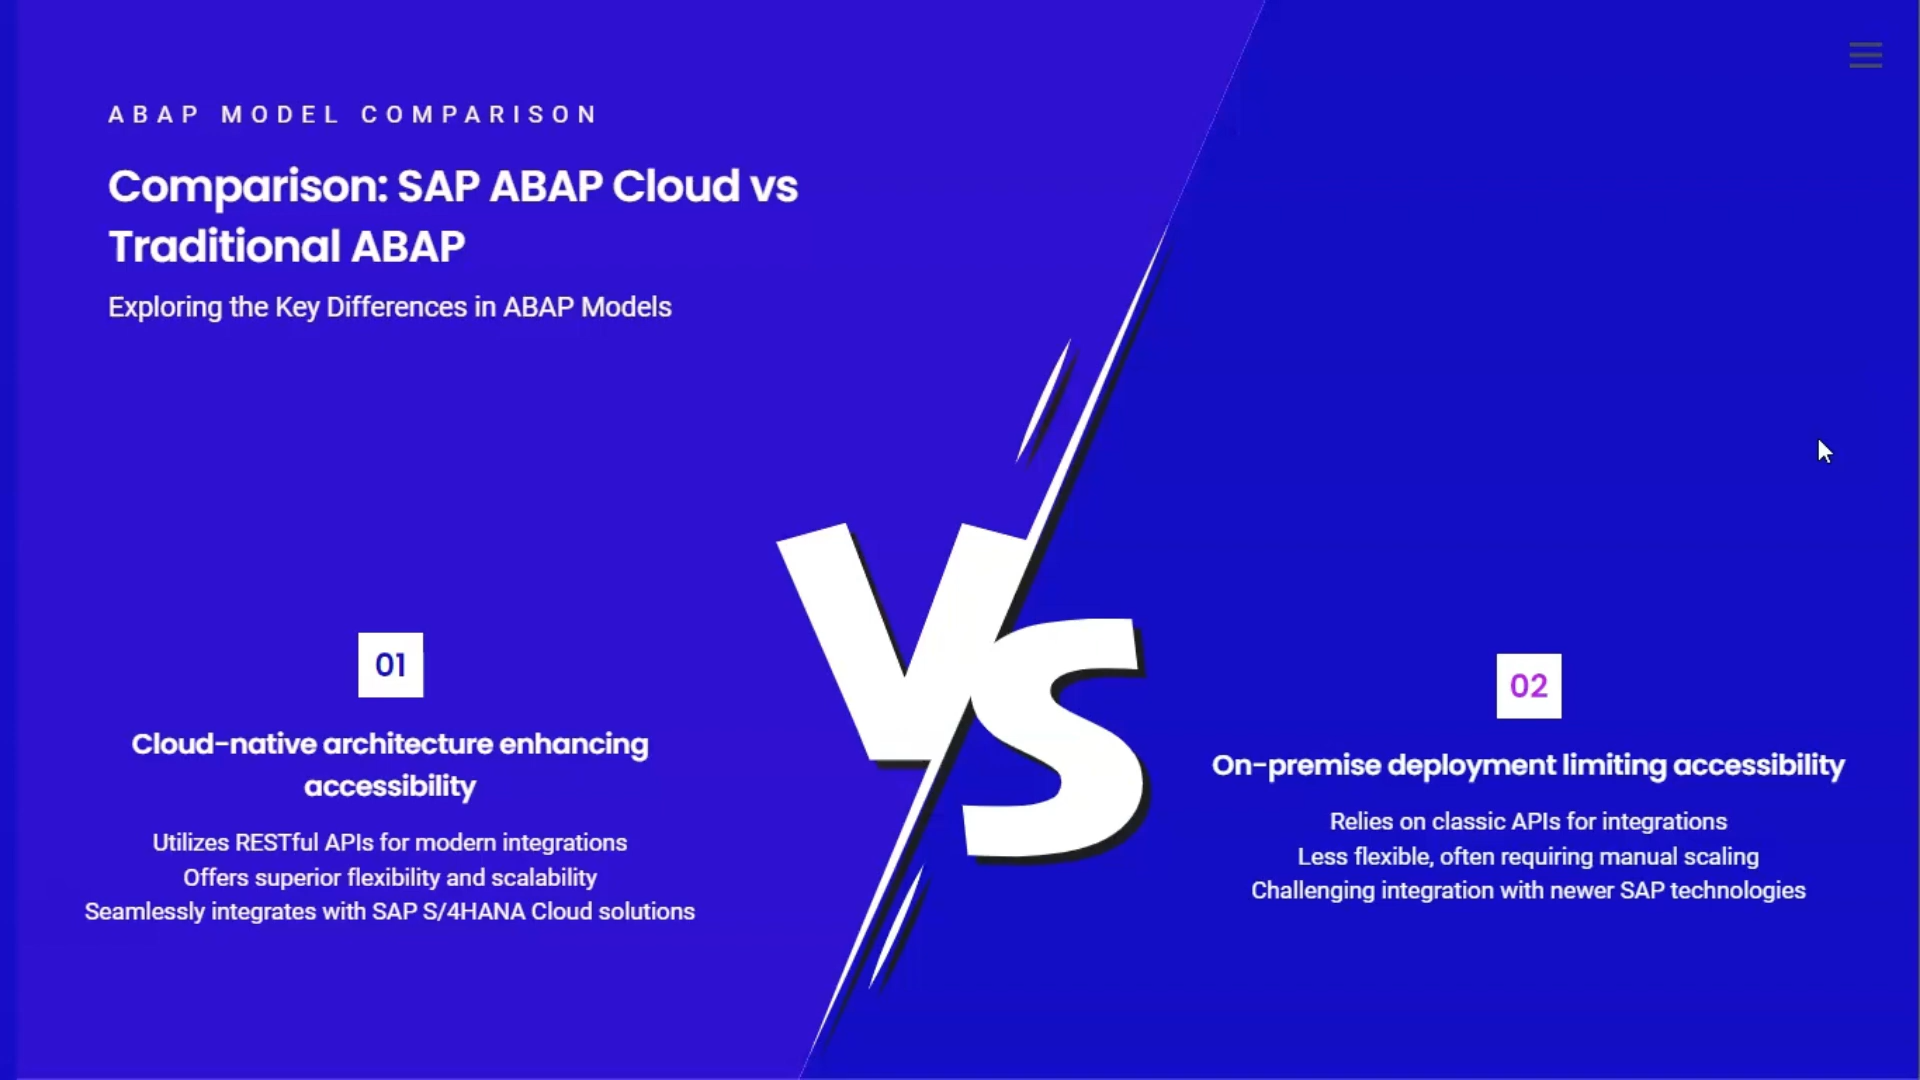 ABAP MODEL COMPARISON
Comparison: SAP ABAP Cloud vs
Traditional ABAP
Exploring the Key Differences in ABAP Models
VS
01
Cloud-native architecture enhancing
accessibility
Utilizes RESTful APIs for modern integrations
Offers superior flexibility and scalability
Seamlessly integrates with SAP S/4HANA Cloud solutions
02
On-premise deployment limiting accessibility
Relies on classic APIs for integrations
Less flexible, often requiring manual scaling
Challenging integration with newer SAP technologies